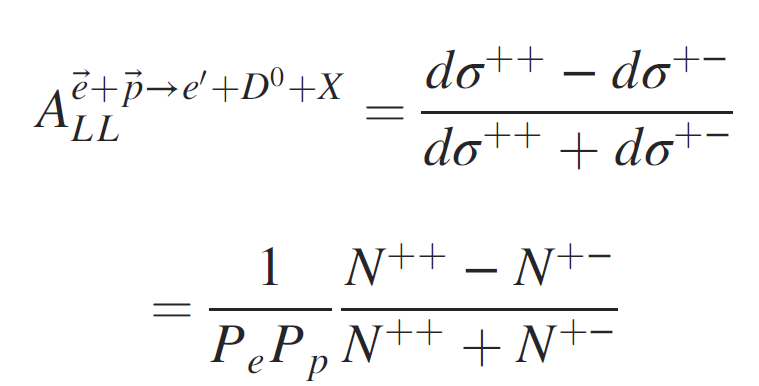 $A_{LL}^{\vec{e}+\vec{p}\to e'+D^0+X} = \frac{d\sigma^{++} - d\sigma^{+-}}{d\sigma^{++} + d\sigma^{+-}}$
$= \frac{1}{P_e P_p} \frac{N^{++} - N^{+-}}{N^{++} + N^{+-}}$